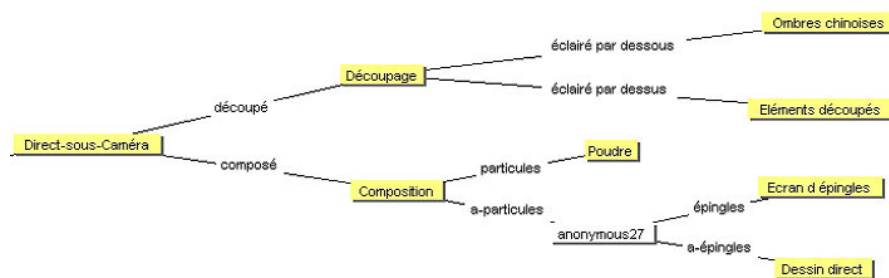 Ombres chinoises
éclairé par dessous
Découpage
éclairé par dessus
découpé
Eléments découpés
Direct-sous-Caméra
composé
Poudre
particules
Composition
Ecran d épingles
a-particules
épingles
anonymous27
a-épingles
Dessin direct